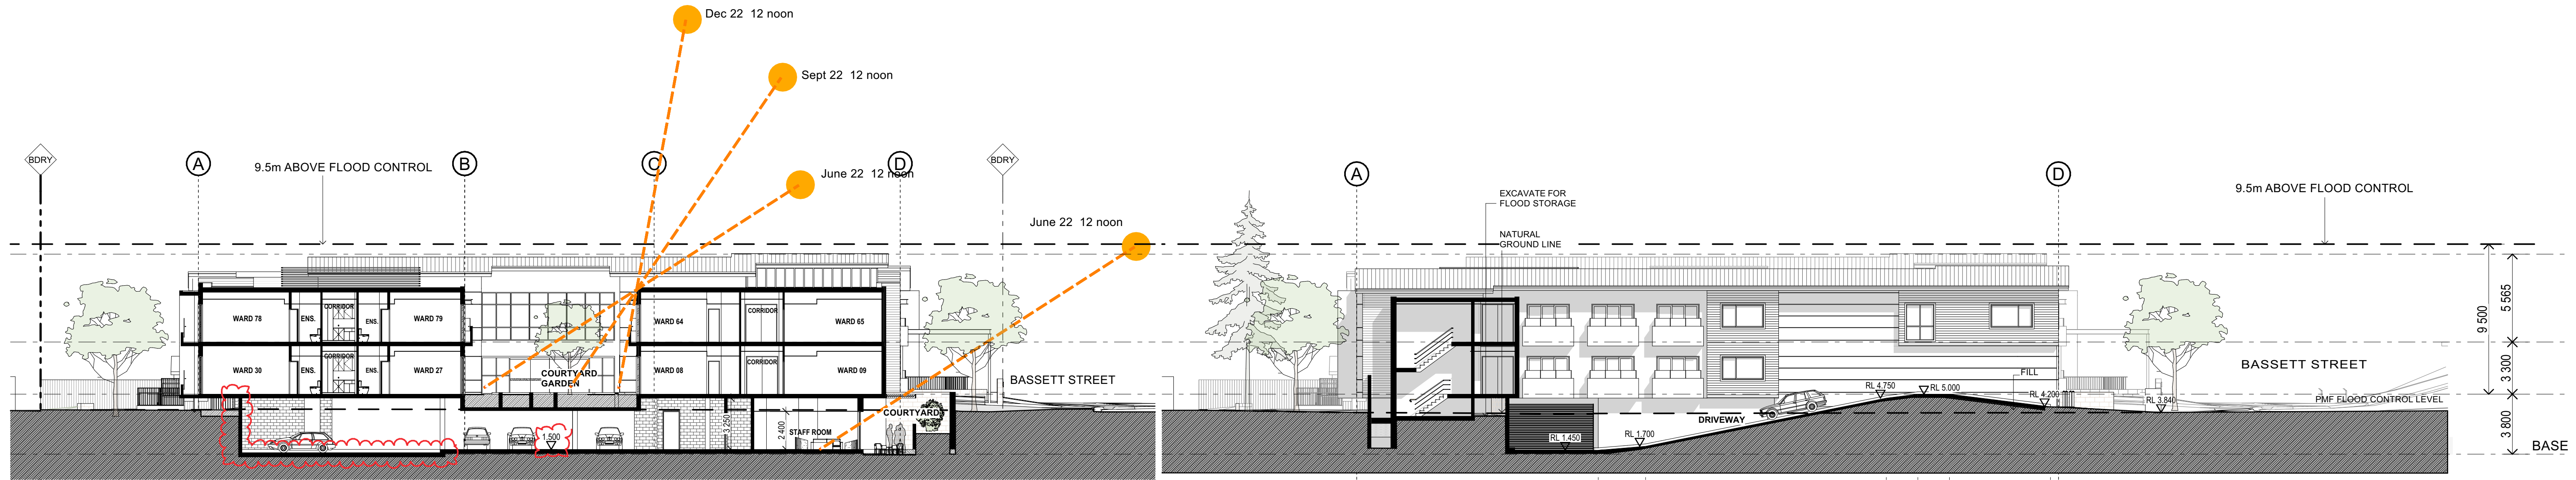 Dec 22  12 noon
Sept 22  12 noon
June 22  12 noon
June 22  12 noon
BDRY
A
9.5m ABOVE FLOOD CONTROL
B
C
D
BDRY
WARD 78
ENS.
CORRIDOR
ENS.
WARD 79
WARD 64
CORRIDOR
WARD 65
WARD 30
ENS.
CORRIDOR
ENS.
WARD 27
COURTYARD
GARDEN
WARD 08
CORRIDOR
WARD 09
BASSETT STREET
1.500
3 250
2 400
STAFF ROOM
COURTYARD
A
EXCAVATE FOR
FLOOD STORAGE
NATURAL
GROUND LINE
D
9.5m ABOVE FLOOD CONTROL
9 500
5 565
3 300
3 800
BASSETT STREET
FILL
RL 4.750
RL 5.000
RL 4.200
RL 3.840
PMF FLOOD CONTROL LEVEL
DRIVEWAY
RL 1.450
RL 1.700
BASE